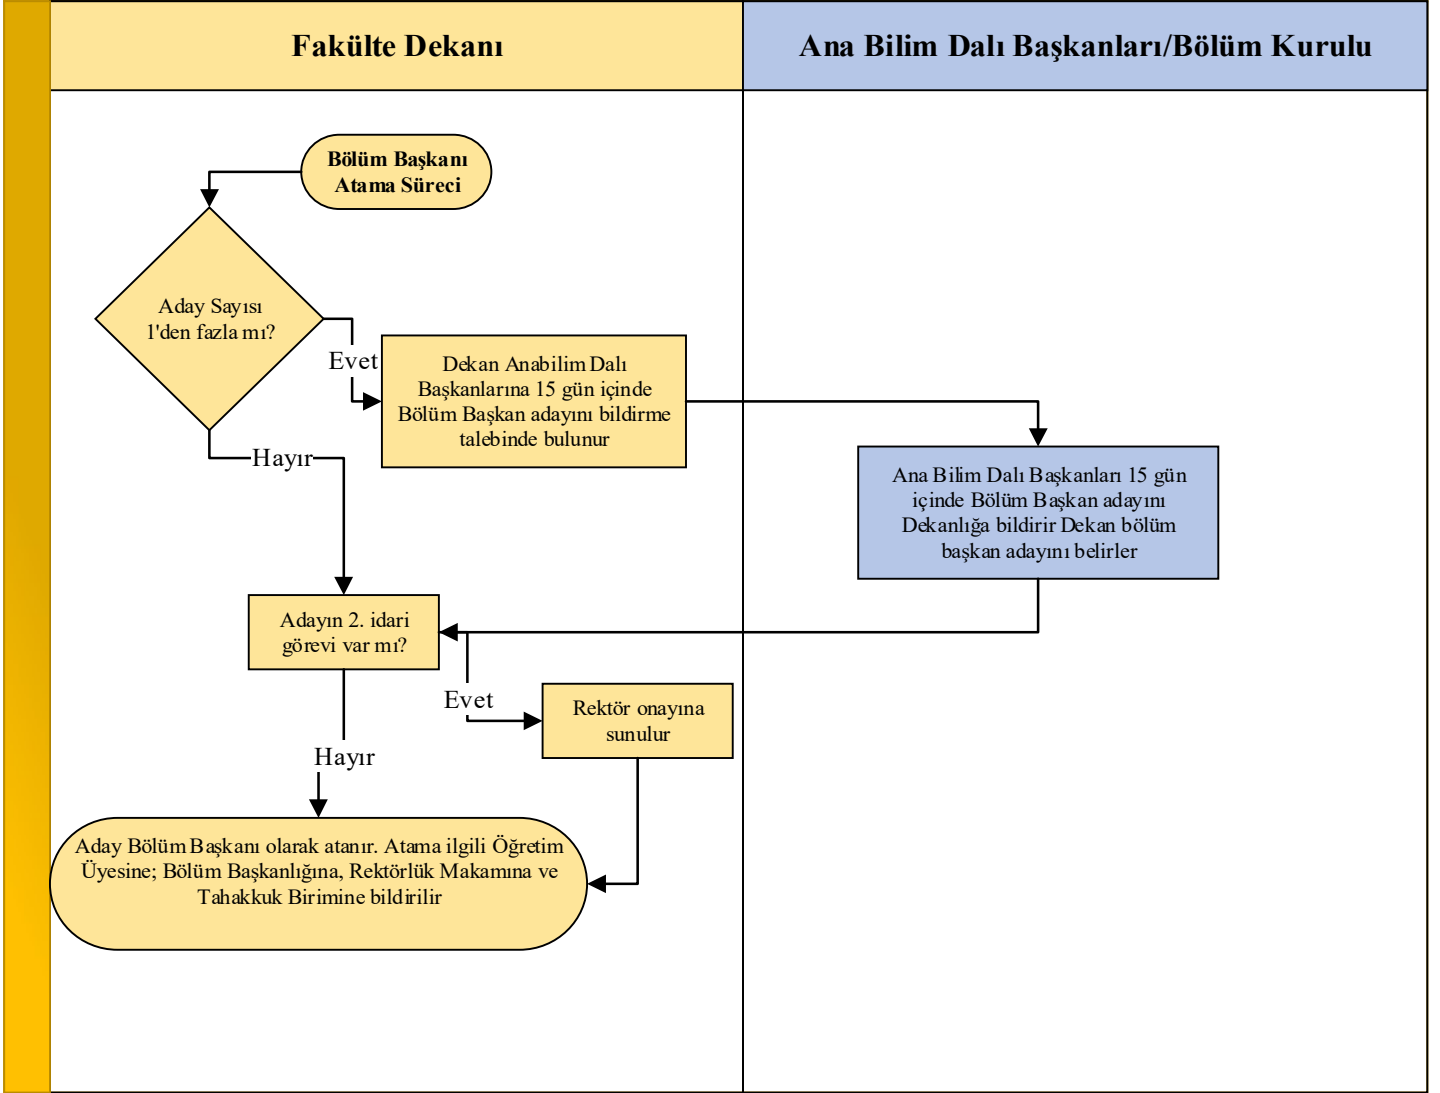 Fakülte Dekanı
Ana Bilim Dalı Başkanları/Bölüm Kurulu
Bölüm Başkanı
Atama Süreci
Aday Sayısı
1'den fazla mı?
Evet
Dekan Anabilim Dalı
Başkanlarına 15 gün içinde
Bölüm Başkan adayını bildirme
talebinde bulunur
Hayır
Ana Bilim Dalı Başkanları 15 gün
içinde Bölüm Başkan adayını
Dekanlığa bildirir Dekan bölüm
başkan adayını belirler
Adayın 2. idari
görevi var mı?
Evet
Rektör onayına
sunulur
Hayır
Aday Bölüm Başkanı olarak atanır. Atama ilgili Öğretim
Üyesine; Bölüm Başkanlığına, Rektörlük Makamına ve
Tahakkuk Birimine bildirilir